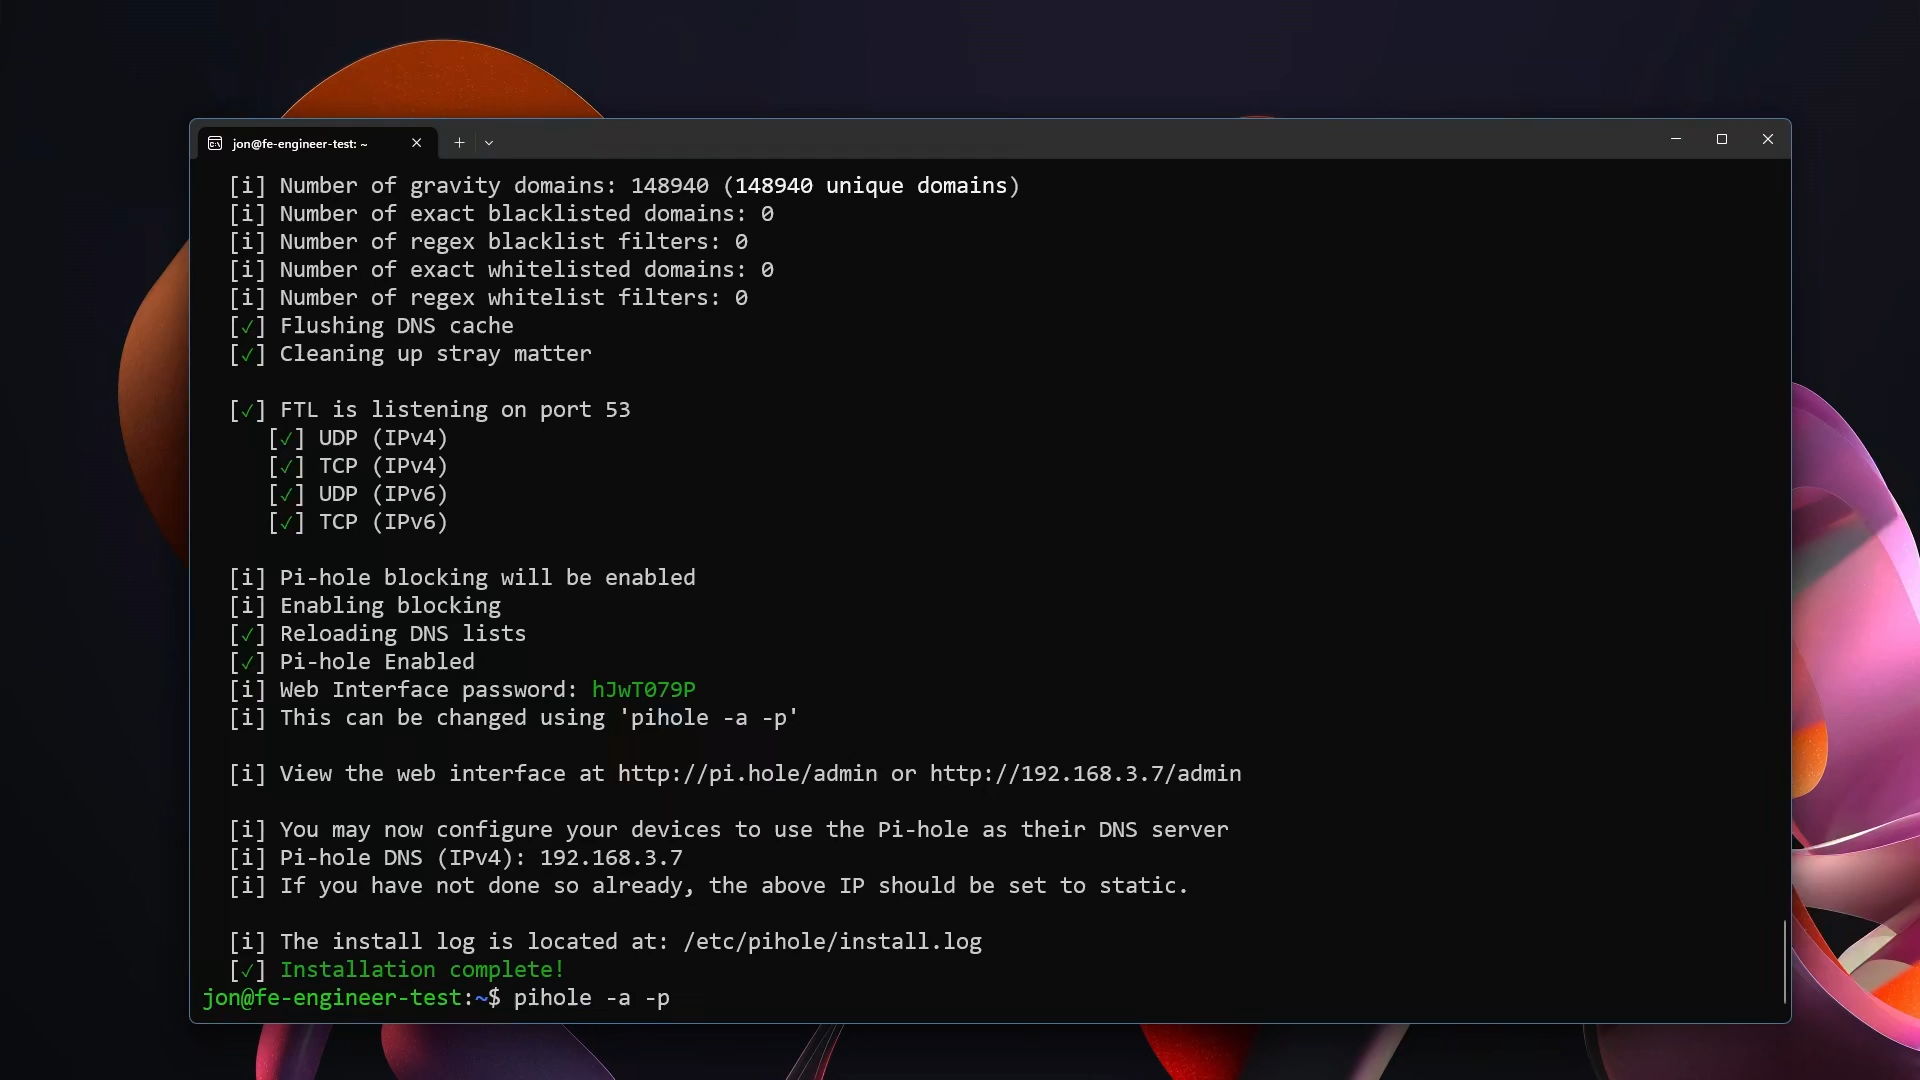 jon@fe-engineer-test: ~
[i] Number of gravity domains: 148940 (148940 unique domains)
[i] Number of exact blacklisted domains: 0
[i] Number of regex blacklist filters: 0
[i] Number of exact whitelisted domains: 0
[i] Number of regex whitelist filters: 0
[✓] Flushing DNS cache
[✓] Cleaning up stray matter
[✓] FTL is listening on port 53
[✓] UDP (IPv4)
[✓] TCP (IPv4)
[✓] UDP (IPv6)
[✓] TCP (IPv6)
[i] Pi-hole blocking will be enabled
[i] Enabling blocking
[✓] Reloading DNS lists
[✓] Pi-hole Enabled
[i] Web Interface password: hJwT079P
[i] This can be changed using 'pihole -a -p'
[i] View the web interface at http://pi.hole/admin or http://192.168.3.7/admin
[i] You may now configure your devices to use the Pi-hole as their DNS server
[i] Pi-hole DNS (IPv4): 192.168.3.7
[i] If you have not done so already, the above IP should be set to static.
[i] The install log is located at: /etc/pihole/install.log
[✓] Installation complete!
jon@fe-engineer-test:~$ pihole -a -p